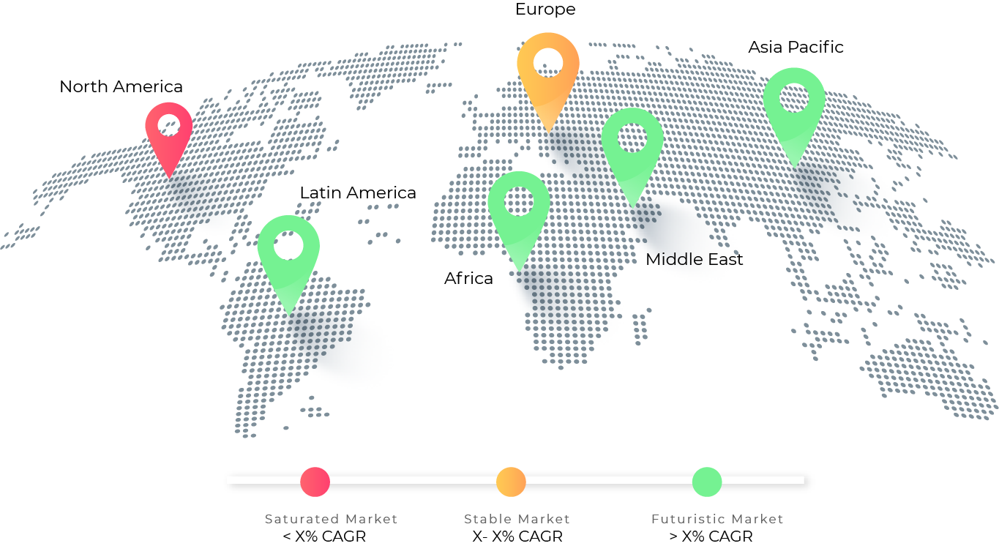 Europe
Asia Pacific
North America
Latin America
Middle East
Africa
Saturated Market
< X% CAGR
Stable Market
X- X% CAGR
Futuristic Market
> X% CAGR